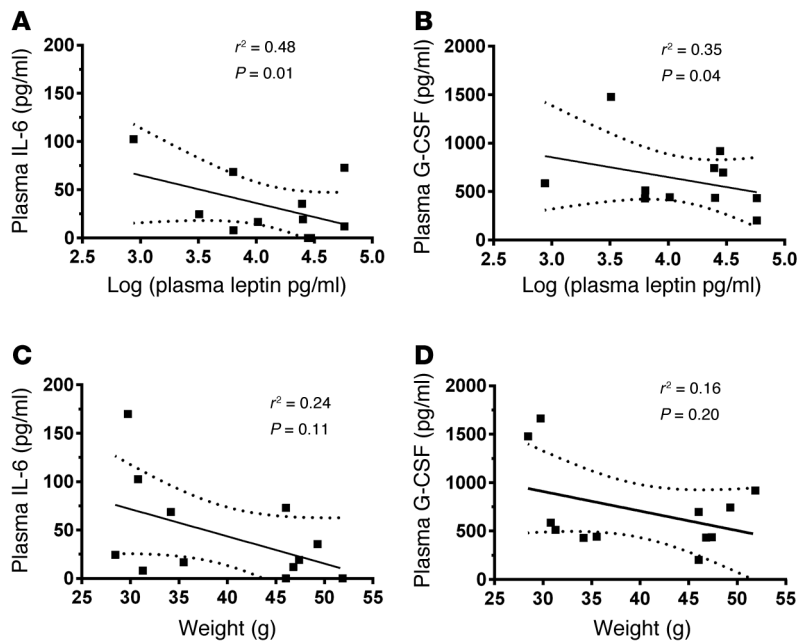 A
r² = 0.48
P = 0.01
Plasma IL-6 (pg/ml)
200
150
100
50
0
2.5 3.0 3.5 4.0 4.5 5.0
Log (plasma leptin pg/ml)
B
r² = 0.35
P = 0.04
Plasma G-CSF (pg/ml)
2000
1500
1000
500
0
2.5 3.0 3.5 4.0 4.5 5.0
Log (plasma leptin pg/ml)
C
r² = 0.24
P = 0.11
Plasma IL-6 (pg/ml)
200
150
100
50
0
25 30 35 40 45 50 55
Weight (g)
D
r² = 0.16
P = 0.20
Plasma G-CSF (pg/ml)
2000
1500
1000
500
0
25 30 35 40 45 50 55
Weight (g)